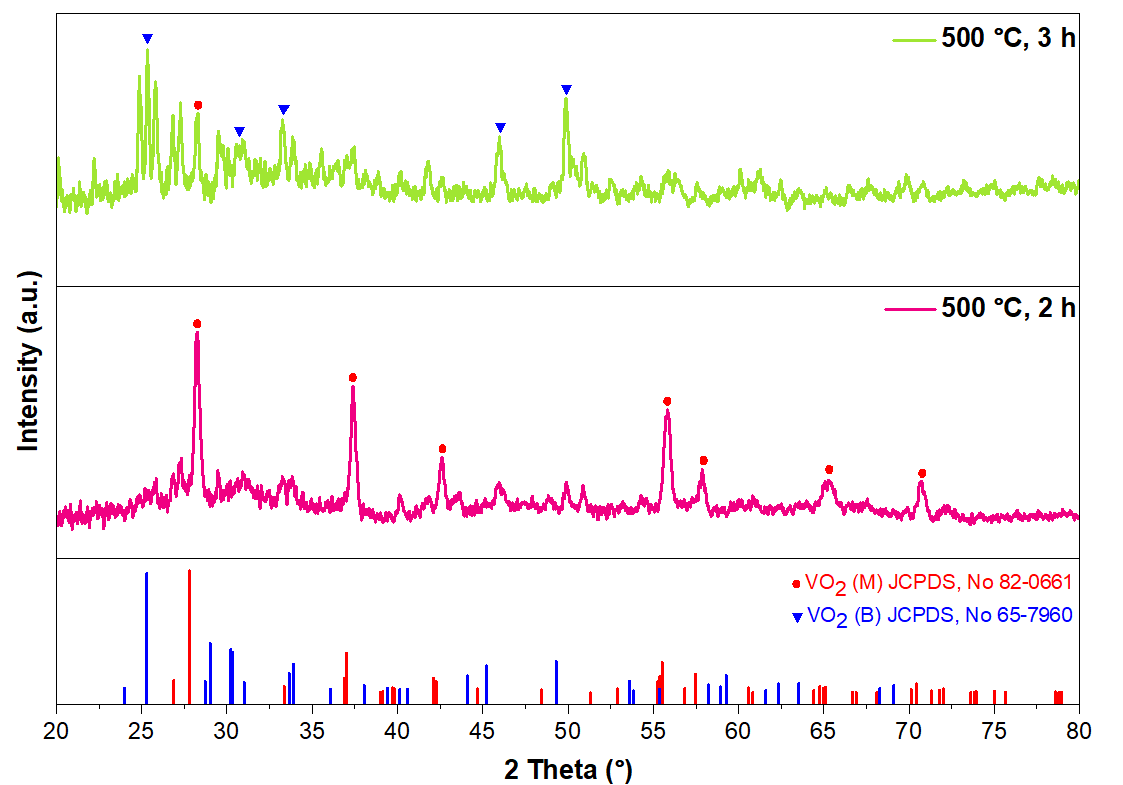 500 °C, 3 h
500 °C, 2 h
Intensity (a.u.)
VO2 (M) JCPDS, No 82-0661
VO2 (B) JCPDS, No 65-7960
20 25 30 35 40 45 50 55 60 65 70 75 80
2 Theta (°)